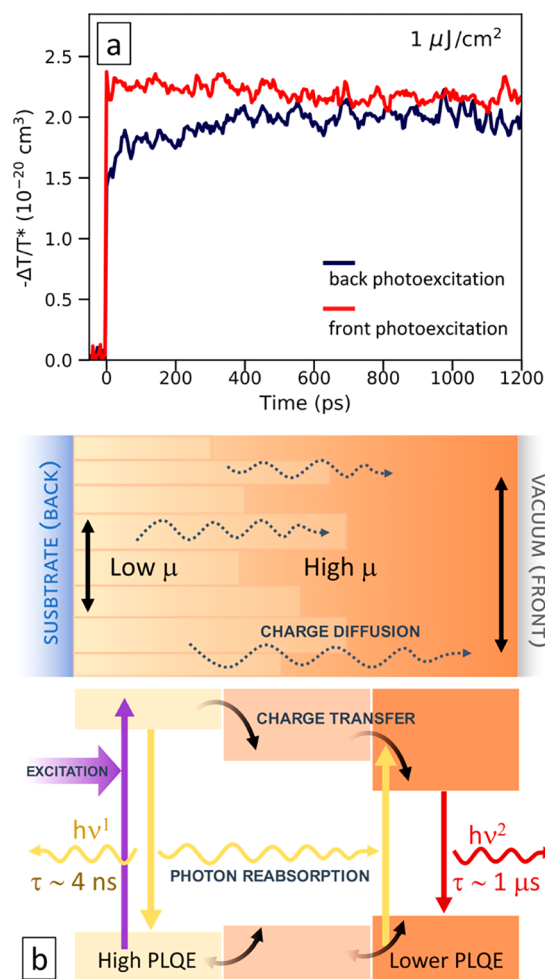 a
1 μJ/cm²
-ΔT/T* (10⁻²⁰ cm³)
2.5
2.0
1.5
1.0
0.5
0.0
back photoexcitation
front photoexcitation
0
200
400
600
800
1000
1200
Time (ps)
SUSBTRATE (BACK)
Low μ
High μ
CHARGE DIFFUSION
VACUUM (FRONT)
CHARGE TRANSFER
EXCITATION
hν¹
τ ~ 4 ns
PHOTON REABSORPTION
hν²
τ ~ 1 μs
b
High PLQE
Lower PLQE